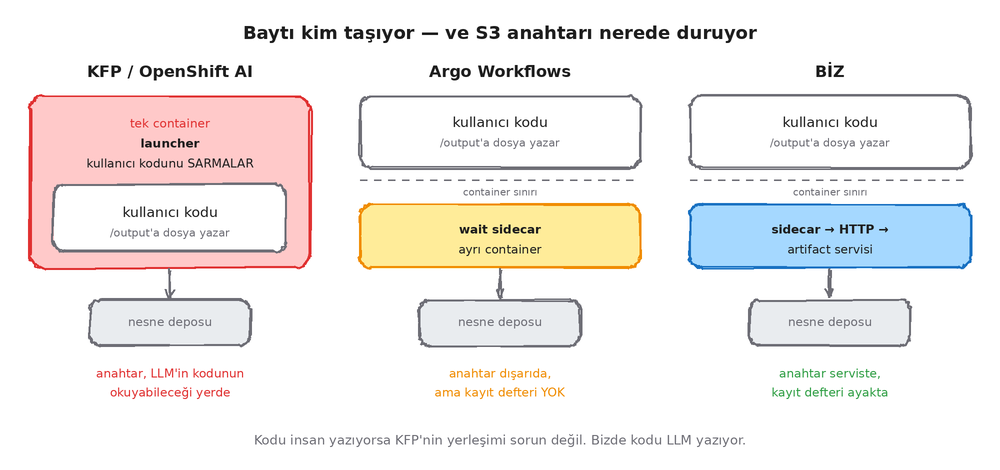 Baytı kim taşıyor — ve S3 anahtarı nerede duruyor
KFP / OpenShift AI
tek container
launcher
kullanıcı kodunu SARMALAR
kullanıcı kodu
/output'a dosya yazar
nesne deposu
anahtar, LLM'in kodunun
okuyabileceği yerde
Argo Workflows
kullanıcı kodu
/output'a dosya yazar
container sınırı
wait sidecar
ayrı container
nesne deposu
anahtar dışarıda,
ama kayıt defteri YOK
BİZ
kullanıcı kodu
/output'a dosya yazar
container sınırı
sidecar → HTTP →
artifact servisi
nesne deposu
anahtar serviste,
kayıt defteri ayakta
Kodu insan yazıyorsa KFP'nin yerleşimi sorun değil. Bizde kodu LLM yazıyor.